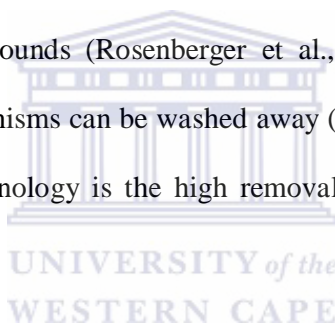 ounds (Rosenberger et al.,
nisms can be washed away (
nology is the high removal
UNIVERSITY of the
WESTERN CAPE